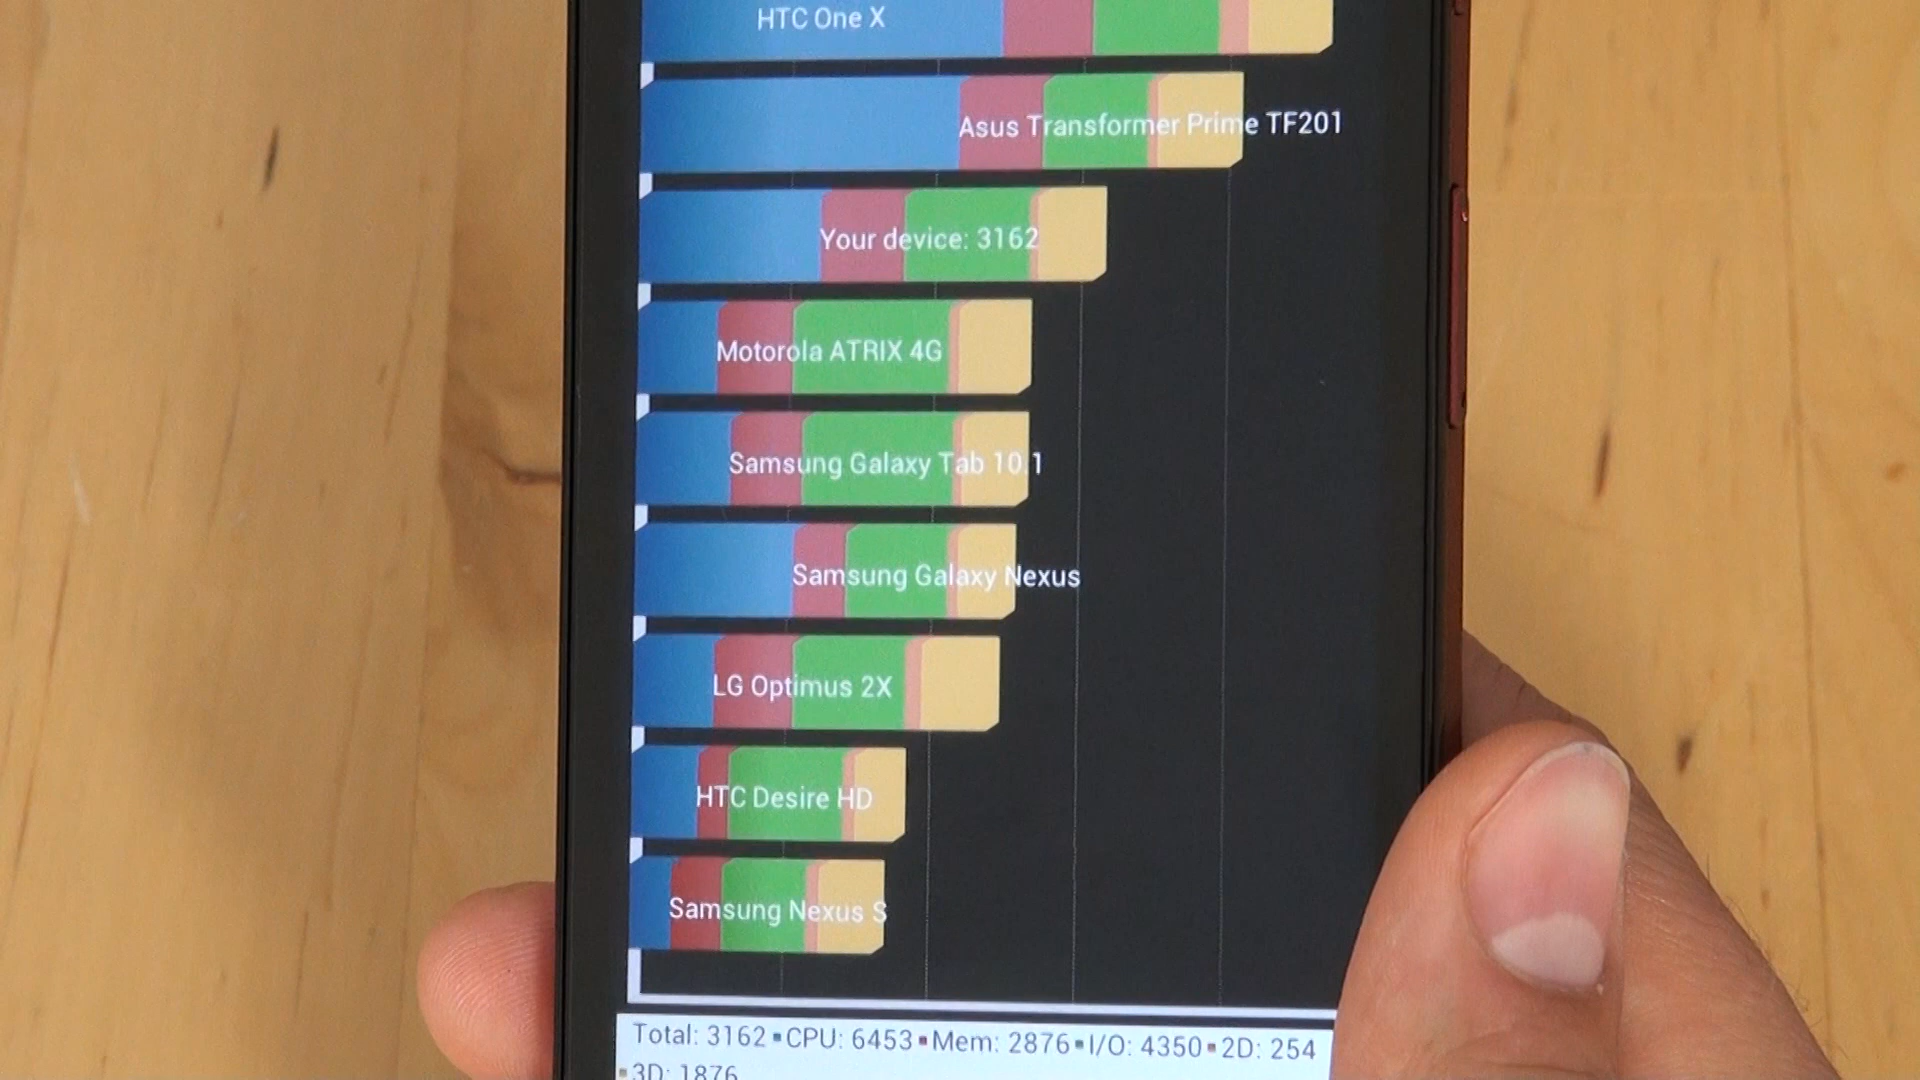 HTC One X
Asus Transformer Prime TF201
Your device: 3162
Motorola ATRIX 4G
Samsung Galaxy Tab 10.1
Samsung Galaxy Nexus
LG Optimus 2X
HTC Desire HD
Samsung Nexus S
Total: 3162▪CPU: 6453▪Mem: 2876▪I/O: 4350▪2D: 254
▪3D: 1876